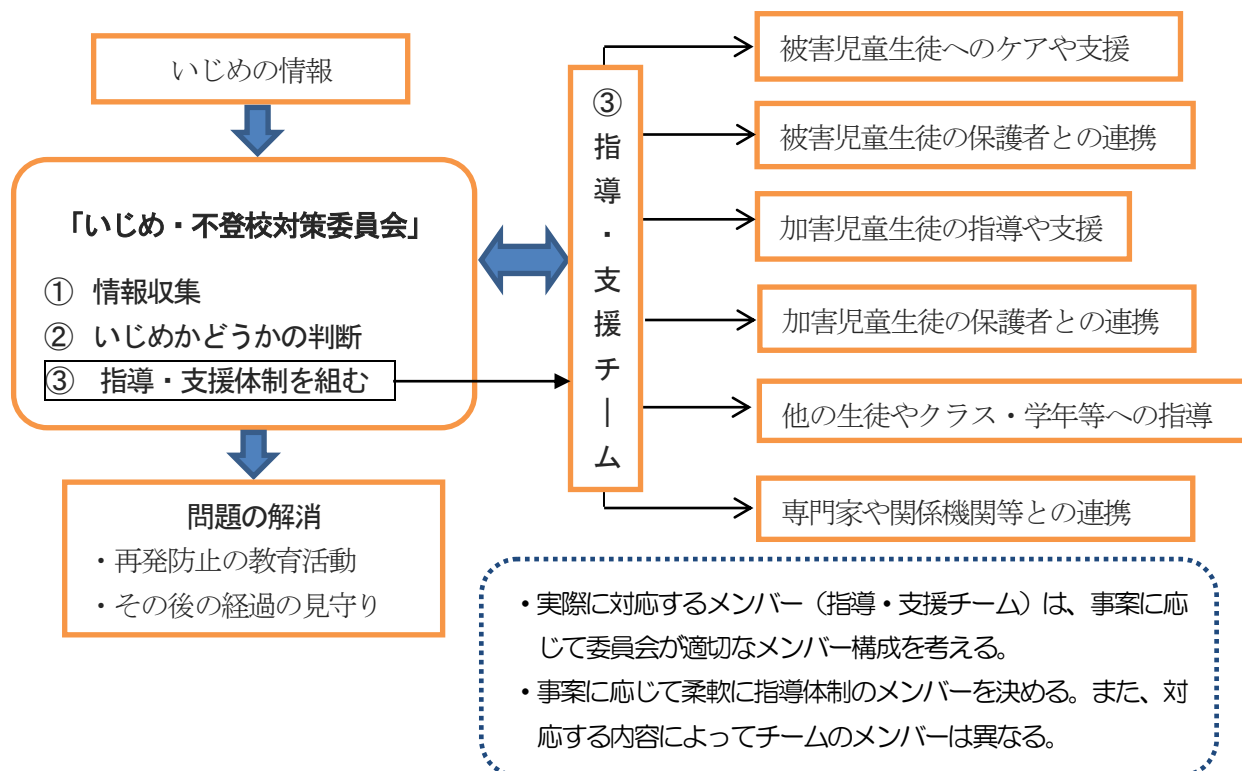 いじめの情報
「いじめ・不登校対策委員会」
① 情報収集
② いじめかどうかの判断
③ 指導・支援体制を組む
問題の解消
・再発防止の教育活動
・その後の経過の見守り
③指導・支援チーム
被害児童生徒へのケアや支援
被害児童生徒の保護者との連携
加害児童生徒の指導や支援
加害児童生徒の保護者との連携
他の生徒やクラス・学年等への指導
専門家や関係機関等との連携
・実際に対応するメンバー（指導・支援チーム）は、事案に応
じて委員会が適切なメンバー構成を考える。
・事案に応じて柔軟に指導体制のメンバーを決める。また、対
応する内容によってチームのメンバーは異なる。